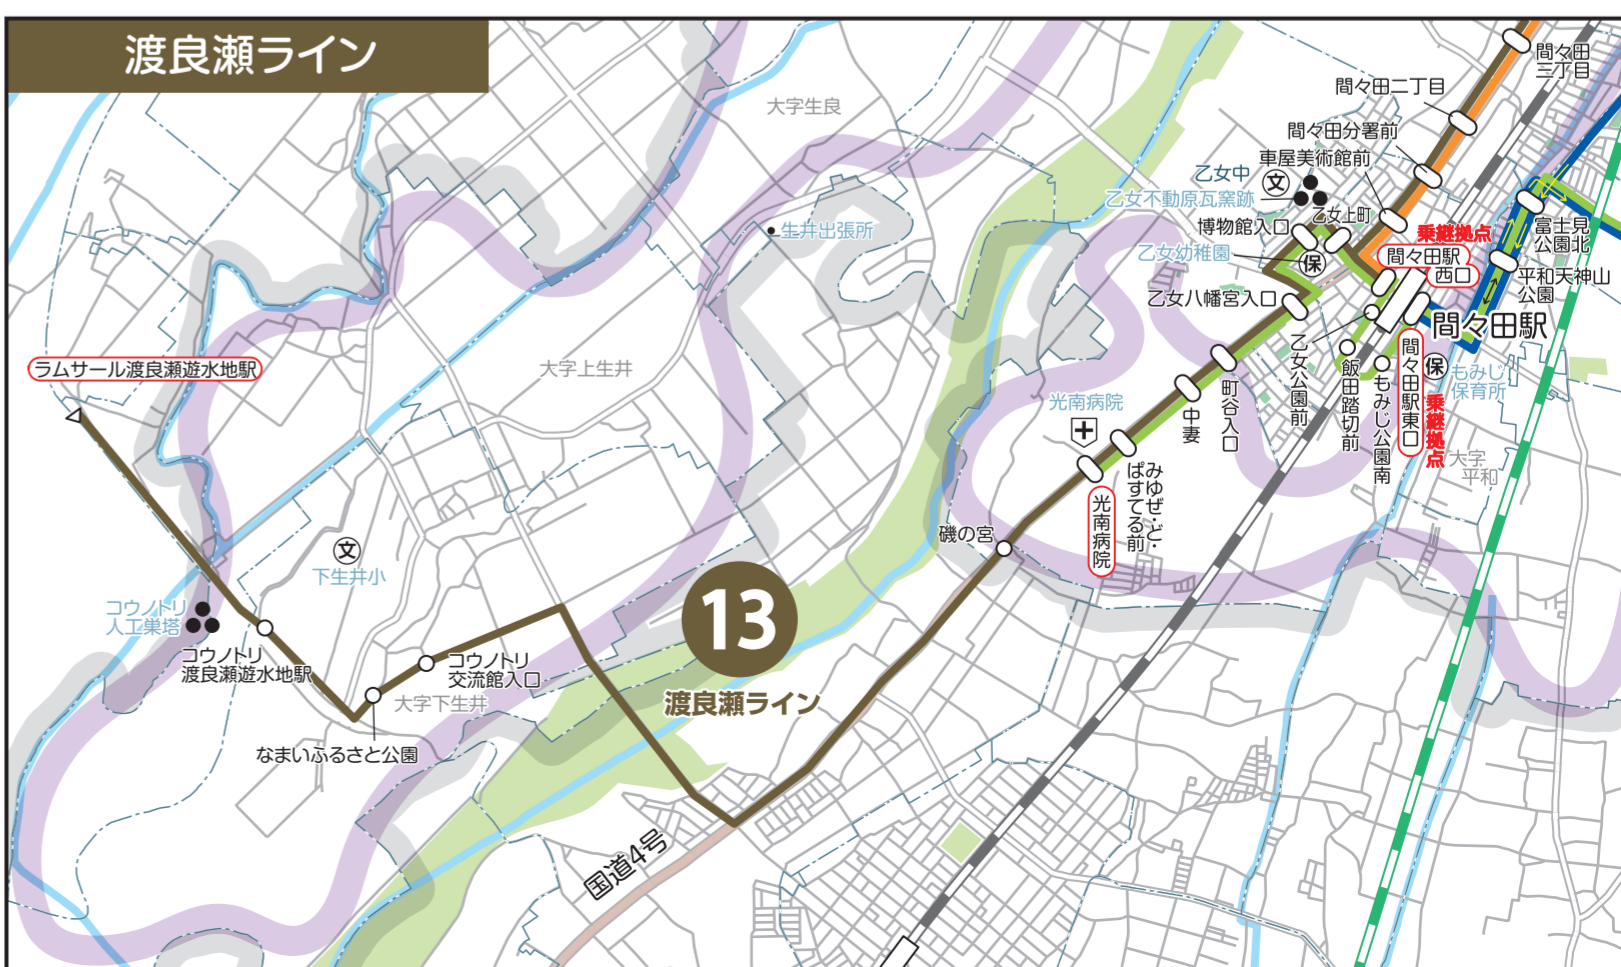 渡良瀬ライン
間々田
三丁目
間々田二丁目
大字生良
間々田分署前
車屋美術館前
乙女中
文
乙女不動原瓦窯跡
乙女上町
博物館入口
生井出張所
乗継拠点
富士見
公園北
乙女幼稚園
保
間々田駅
西口
平和天神山
公園
乙女八幡宮入口
間々田駅
ラムサール渡良瀬遊水地駅
大字上生井
乙女公園前
飯田踏切前
もみじ公園南
間々田駅東口
乗継拠点
保
もみじ
保育所
町谷入口
中妻
光南病院
大字
平和
みゆぜ・ど・
ぱすてる前
光南病院
磯の宮
文
下生井小
コウノトリ
人工巣塔
13
コウノトリ
渡良瀬遊水地駅
コウノトリ
交流館入口
大字下生井
渡良瀬ライン
なまいふるさと公園
国道4号